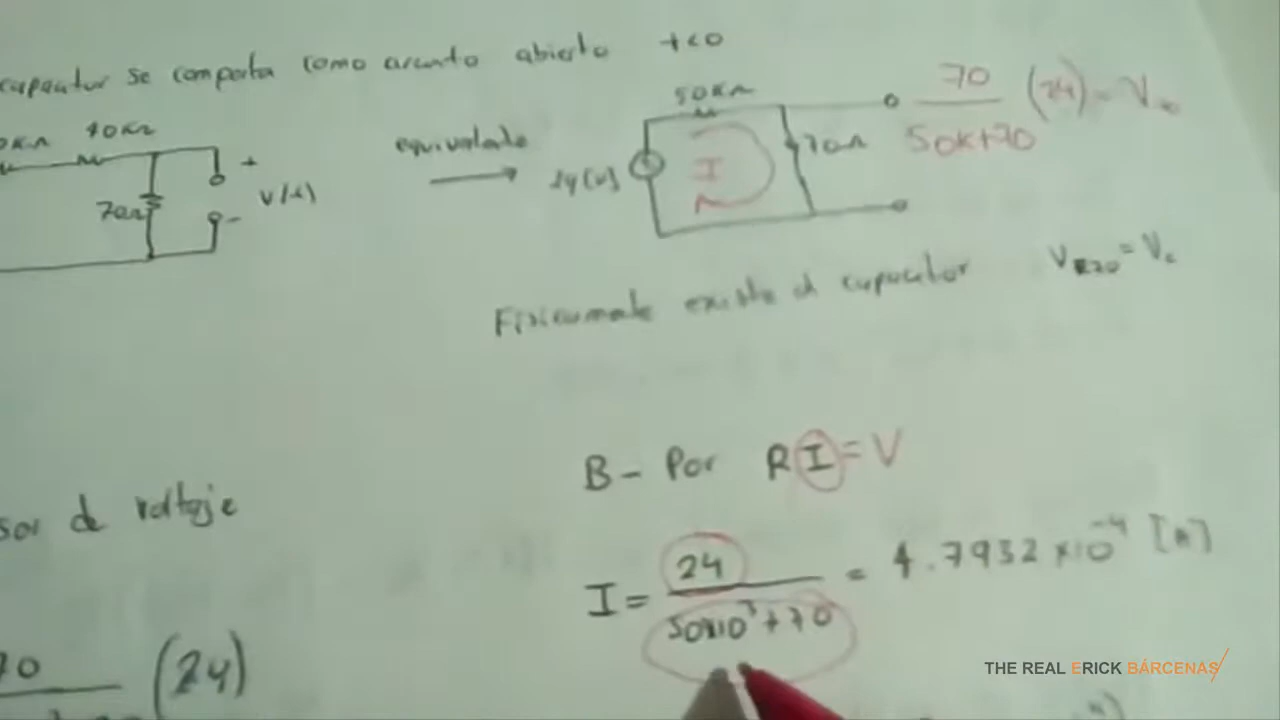 capacitor se comporta como circuito abierto t<0
40KΩ
70Ω
+
V(t)
-
equivalente
50KΩ
24[V]
I
70Ω
70
50K+70
(24) = V
Físicamente existe el capacitor
B- Por RI=V
sor de voltaje
I= 24
50x10³+70
= 4.7932 x10⁻⁴ [A]
70
(24)
THE REAL ERICK BÁRCENAS